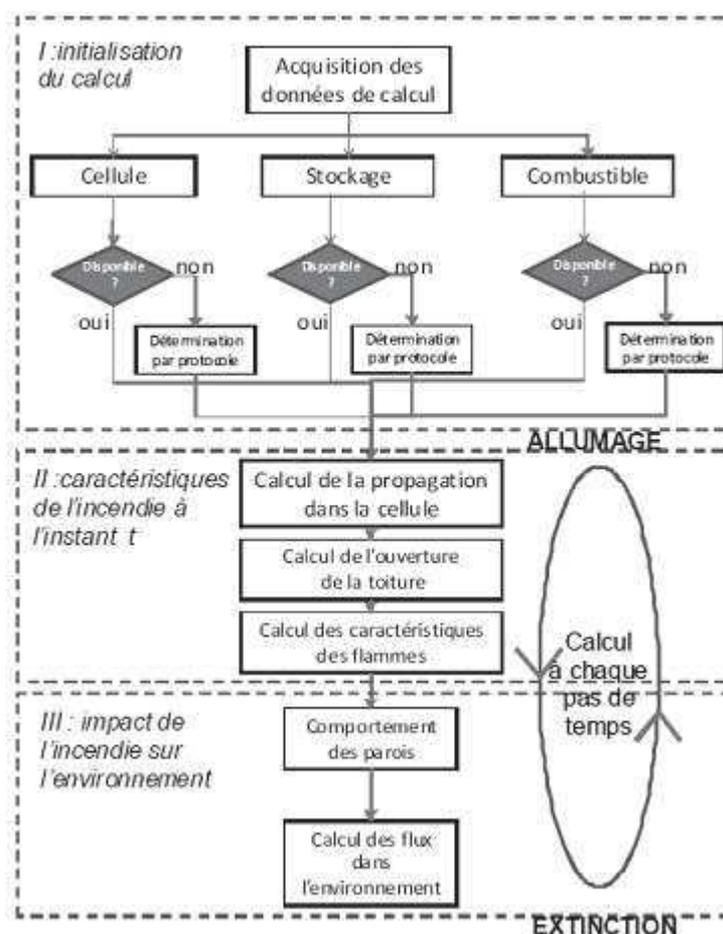 I :initialisation
du calcul
Acquisition des
données de calcul
Cellule
Stockage
Combustible
Disponible
?
non
oui
Disponible
?
non
oui
Disponible
?
non
oui
Détermination
par protocole
Détermination
par protocole
Détermination
par protocole
ALLUMAGE
II :caractéristiques
de l'incendie à
l'instant t
Calcul de la propagation
dans la cellule
Calcul de l'ouverture
de la toiture
Calcul des caractéristiques
des flammes
Calcul
à chaque
pas de
temps
III : impact de
l'incendie sur
l'environnement
Comportement
des parois
Calcul des flux
dans
l'environnement
EXTINCTION